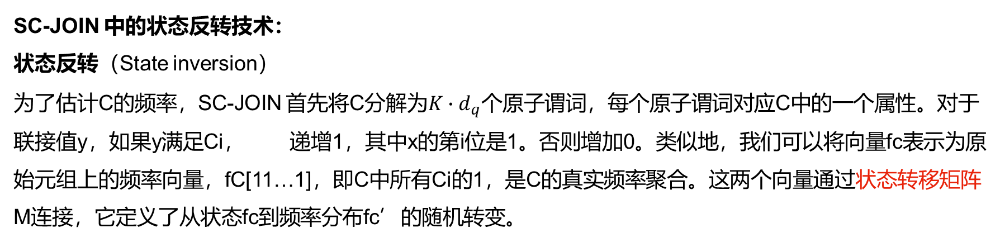 SC-JOIN 中的状态反转技术：
状态反转（State inversion）
为了估计C的频率，SC-JOIN 首先将C分解为K · d_q个原子谓词，每个原子谓词对应C中的一个属性。对于
联接值y，如果y满足Ci，　　递增1，其中x的第i位是1。否则增加0。类似地，我们可以将向量fc表示为原
始元组上的频率向量，fC[11…1]，即C中所有Ci的1，是C的真实频率聚合。这两个向量通过状态转移矩阵
M连接，它定义了从状态fc到频率分布fc′ 的随机转变。